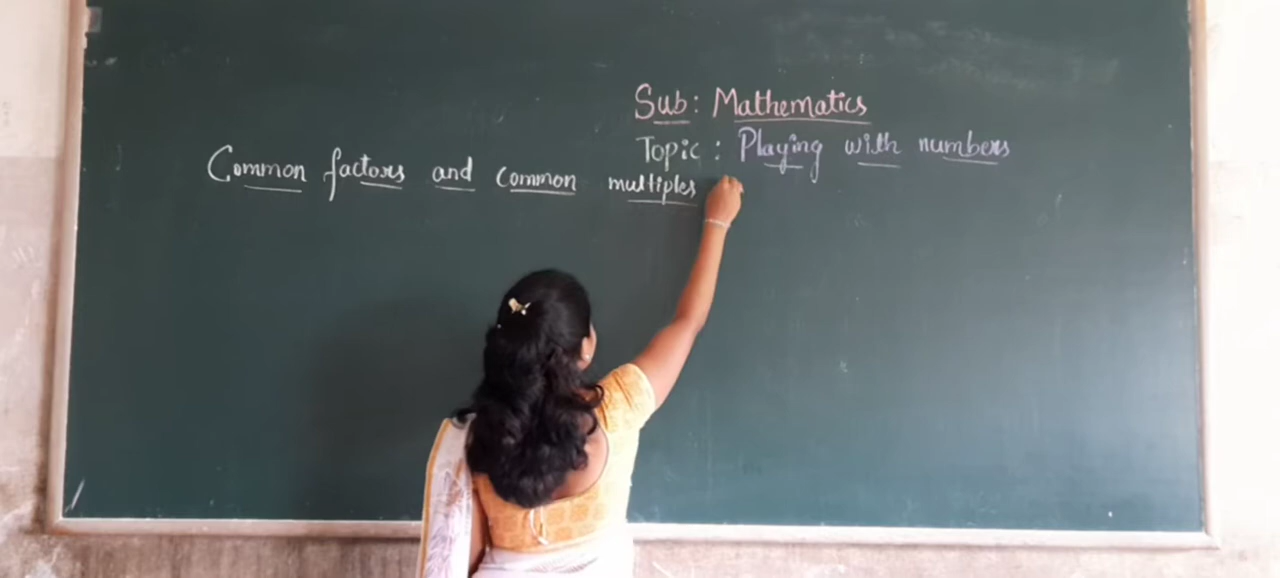 Sub: Mathematics
Topic: Playing with numbers
Common factors and common multiples